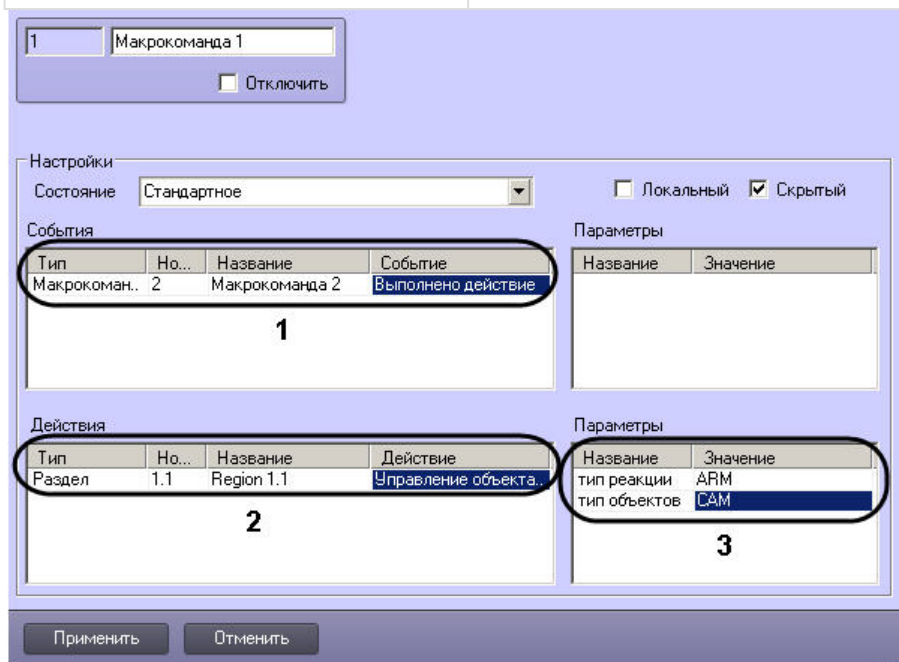 1 Макрокоманда 1
Отключить
Настройки
Состояние Стандартное Локальный Скрытый
События Параметры
Тип Но... Название Событие Название Значение
Макрокоман.. 2 Макрокоманда 2 Выполнено действие
1
Действия Параметры
Тип Но... Название Действие Название Значение
Раздел 1.1 Region 1.1 Управление объекта.. тип реакции ARM
тип объектов CAM
2 3
Применить Отменить